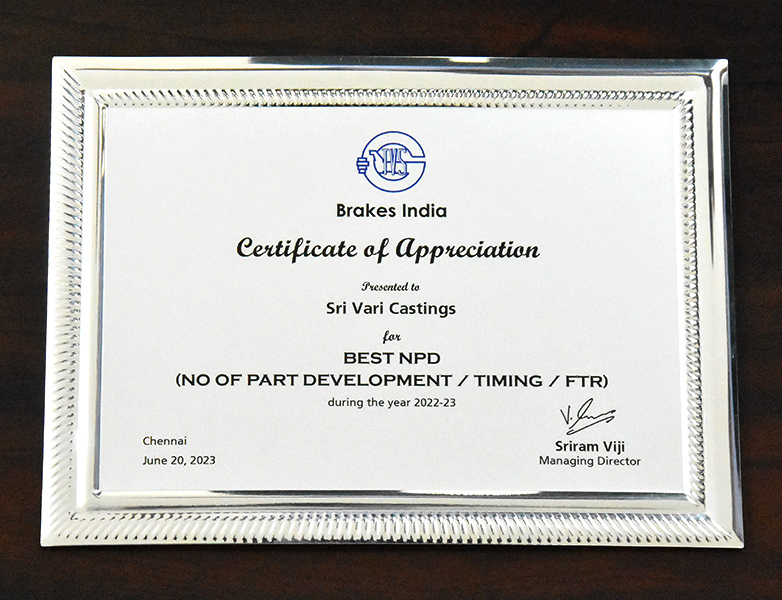 TVS
Brakes India
Certificate of Appreciation
Presented to
Sri Vari Castings
for
BEST NPD
(NO OF PART DEVELOPMENT / TIMING / FTR)
during the year 2022-23
Chennai
June 20, 2023
Sriram Viji
Managing Director